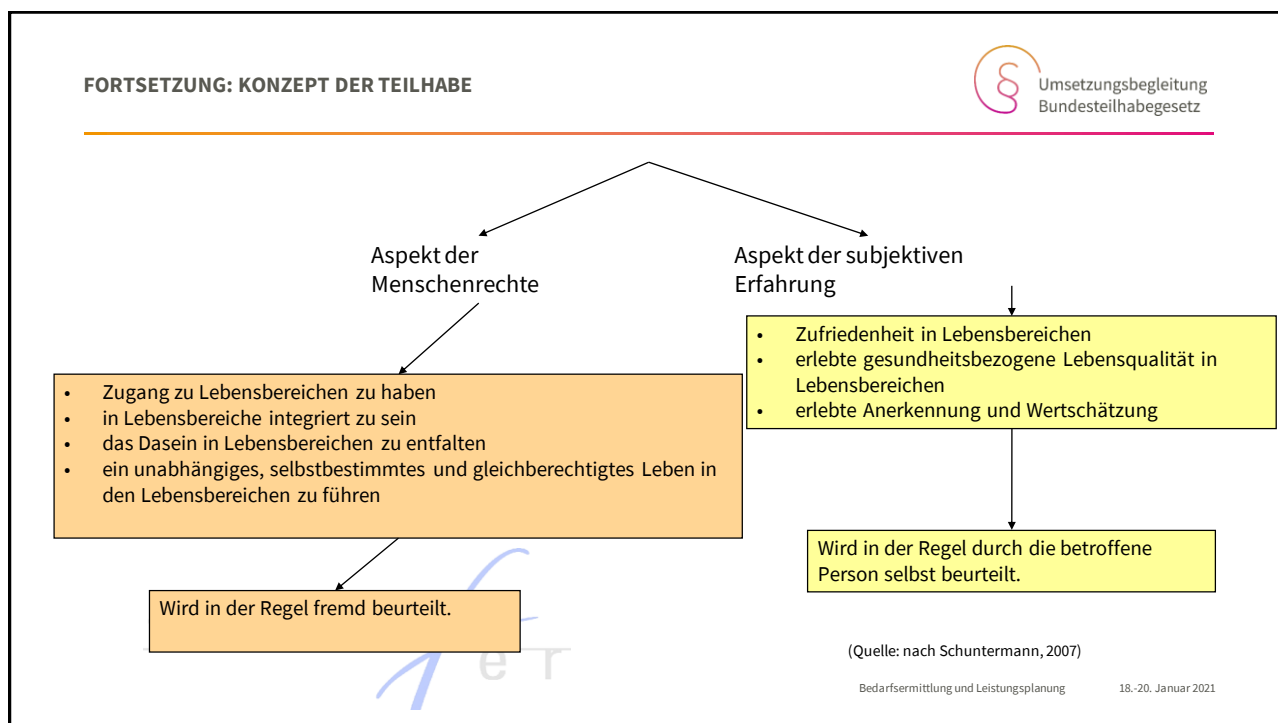 FORTSETZUNG: KONZEPT DER TEILHABE
Umsetzungsbegleitung
Bundesteilhabegesetz
Aspekt der
Menschenrechte
Aspekt der subjektiven
Erfahrung
• Zugang zu Lebensbereichen zu haben
• in Lebensbereiche integriert zu sein
• das Dasein in Lebensbereichen zu entfalten
• ein unabhängiges, selbstbestimmtes und gleichberechtigtes Leben in
den Lebensbereichen zu führen
• Zufriedenheit in Lebensbereichen
• erlebte gesundheitsbezogene Lebensqualität in
Lebensbereichen
• erlebte Anerkennung und Wertschätzung
Wird in der Regel fremd beurteilt.
Wird in der Regel durch die betroffene
Person selbst beurteilt.
(Quelle: nach Schuntermann, 2007)
Bedarfsermittlung und Leistungsplanung 18.-20. Januar 2021